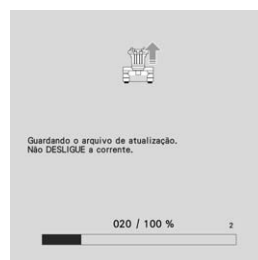 Guardando o arquivo de atualização.
Não DESLIGUE a corrente.
020 / 100 %
2